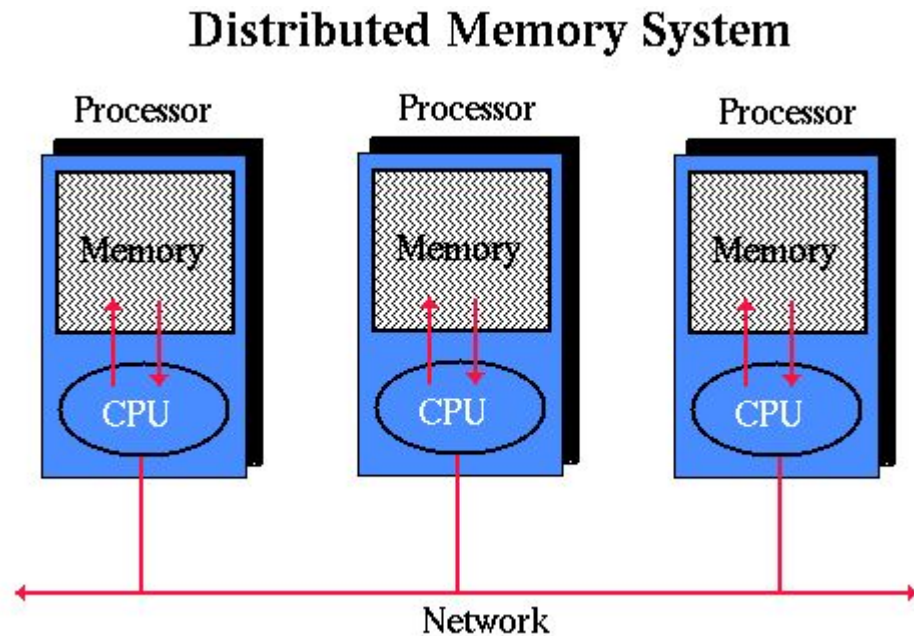 Distributed Memory System
Processor
Processor
Processor
Memory
Memory
Memory
CPU
CPU
CPU
Network